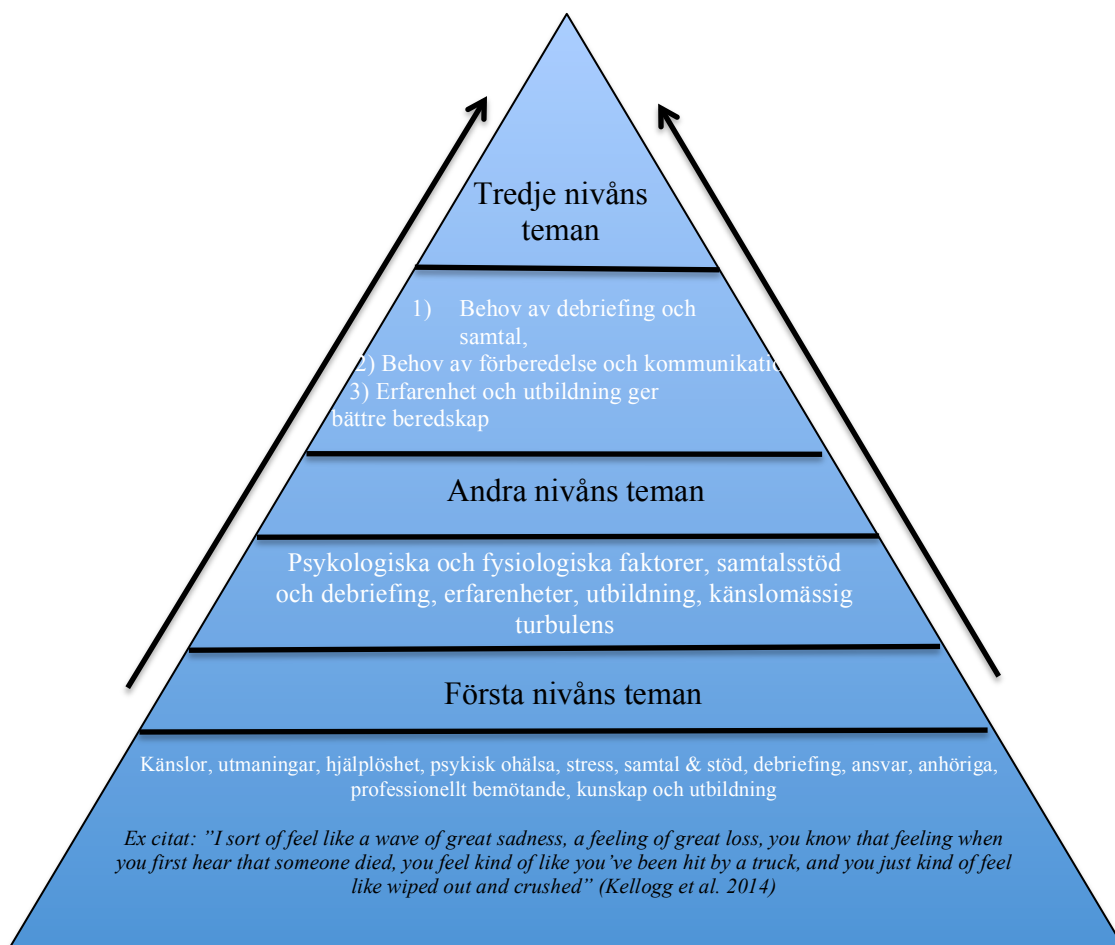 Tredje nivåns
teman
1) Behov av debriefing och
samtal,
2) Behov av förberedelse och kommunikatio
3) Erfarenhet och utbildning ger
bättre beredskap
Andra nivåns teman
Psykologiska och fysiologiska faktorer, samtalsstöd
och debriefing, erfarenheter, utbildning, känslomässig
turbulens
Första nivåns teman
Känslor, utmaningar, hjälplöshet, psykisk ohälsa, stress, samtal & stöd, debriefing, ansvar, anhöriga,
professionellt bemötande, kunskap och utbildning
Ex citat: ”I sort of feel like a wave of great sadness, a feeling of great loss, you know that feeling when
you first hear that someone died, you feel kind of like you’ve been hit by a truck, and you just kind of feel
like wiped out and crushed” (Kellogg et al. 2014)